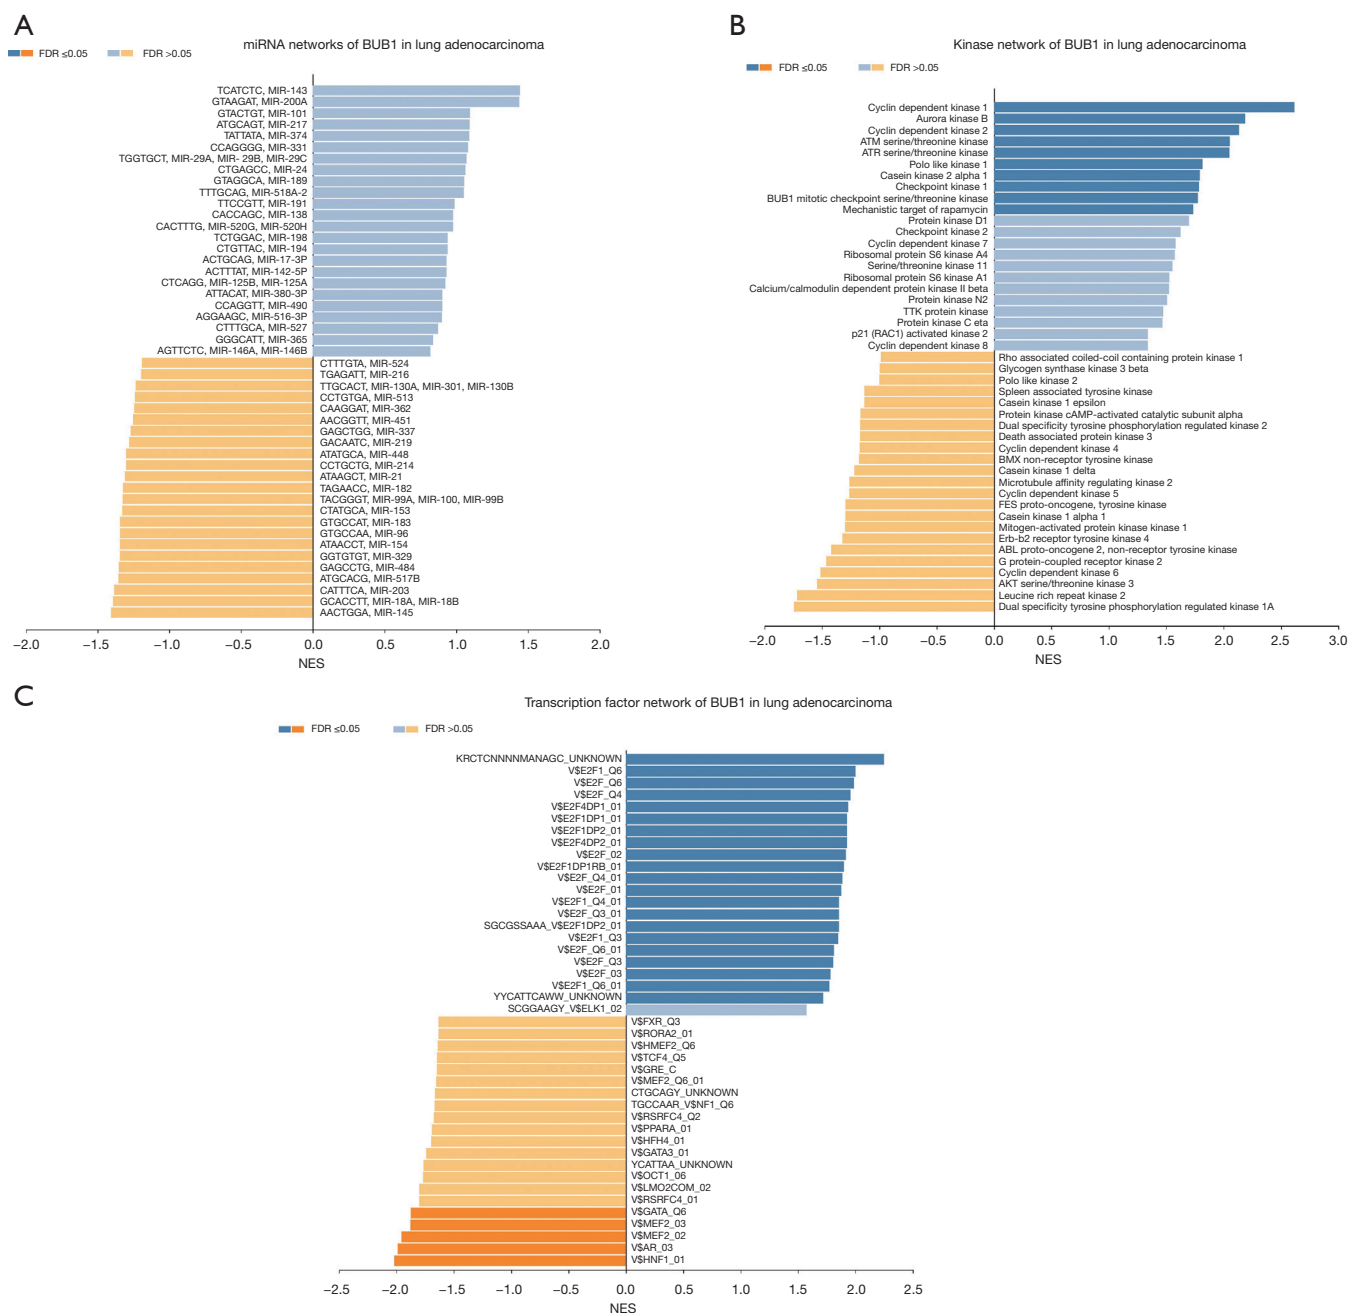 A
miRNA networks of BUB1 in lung adenocarcinoma
FDR ≤0.05
FDR >0.05
TCATCTC, MIR-143
GTAAGAT, MIR-200A
GTACTGT, MIR-101
ATGCAGT, MIR-217
TATTATA, MIR-374
CCAGGGG, MIR-331
TGGTGCT, MIR-29A, MIR- 29B, MIR-29C
CTGAGCC, MIR-24
GTAGGCA, MIR-189
TTTGCAG, MIR-518A-2
TTCCGTT, MIR-191
CACCAGC, MIR-138
CACTTTG, MIR-520G, MIR-520H
TCTGGAC, MIR-198
CTGTTAC, MIR-194
ACTGCAG, MIR-17-3P
ACTTTAT, MIR-142-5P
CTCAGG, MIR-125B, MIR-125A
ATTACAT, MIR-380-3P
CCAGGTT, MIR-490
AGGAAGC, MIR-516-3P
CTTTGCA, MIR-527
GGGCATT, MIR-365
AGTTCTC, MIR-146A, MIR-146B
CTTTGTA, MIR-524
TGAGATT, MIR-216
TTGCACT, MIR-130A, MIR-301, MIR-130B
CCTGTGA, MIR-513
CAAGGAT, MIR-362
AACGGTT, MIR-451
GAGCTGG, MIR-337
GACAATC, MIR-219
ATATGCA, MIR-448
CCTGCTG, MIR-214
ATAAGCT, MIR-21
TAGAACC, MIR-182
TACGGGT, MIR-99A, MIR-100, MIR-99B
CTATGCA, MIR-153
GTGCCAT, MIR-183
GTGCCAA, MIR-96
ATAACCT, MIR-154
GGTGTGT, MIR-329
GAGCCTG, MIR-484
ATGCACG, MIR-517B
CATTTCA, MIR-203
GCACCTT, MIR-18A, MIR-18B
AACTGGA, MIR-145
−2.0 −1.5 −1.0 −0.5 0.0 0.5 1.0 1.5 2.0
NES
B
Kinase network of BUB1 in lung adenocarcinoma
FDR ≤0.05
FDR >0.05
Cyclin dependent kinase 1
Aurora kinase B
Cyclin dependent kinase 2
ATM serine/threonine kinase
ATR serine/threonine kinase
Polo like kinase 1
Casein kinase 2 alpha 1
Checkpoint kinase 1
BUB1 mitotic checkpoint serine/threonine kinase
Mechanistic target of rapamycin
Protein kinase D1
Checkpoint kinase 2
Cyclin dependent kinase 7
Ribosomal protein S6 kinase A4
Serine/threonine kinase 11
Ribosomal protein S6 kinase A1
Calcium/calmodulin dependent protein kinase II beta
Protein kinase N2
TTK protein kinase
Protein kinase C eta
p21 (RAC1) activated kinase 2
Cyclin dependent kinase 8
Rho associated coiled-coil containing protein kinase 1
Glycogen synthase kinase 3 beta
Polo like kinase 2
Spleen associated tyrosine kinase
Casein kinase 1 epsilon
Protein kinase cAMP-activated catalytic subunit alpha
Dual specificity tyrosine phosphorylation regulated kinase 2
Death associated protein kinase 3
Cyclin dependent kinase 4
BMX non-receptor tyrosine kinase
Casein kinase 1 delta
Microtubule affinity regulating kinase 2
Cyclin dependent kinase 5
FES proto-oncogene, tyrosine kinase
Casein kinase 1 alpha 1
Mitogen-activated protein kinase kinase 1
Erb-b2 receptor tyrosine kinase 4
ABL proto-oncogene 2, non-receptor tyrosine kinase
G protein-coupled receptor kinase 2
Cyclin dependent kinase 6
AKT serine/threonine kinase 3
Leucine rich repeat kinase 2
Dual specificity tyrosine phosphorylation regulated kinase 1A
−2.0 −1.5 −1.0 −0.5 0.0 0.5 1.0 1.5 2.0 2.5 3.0
NES
C
Transcription factor network of BUB1 in lung adenocarcinoma
FDR ≤0.05
FDR >0.05
KRCTCNNNNMANAGC_UNKNOWN
V$E2F1_Q6
V$E2F_Q6
V$E2F_Q4
V$E2F4DP1_01
V$E2F1DP1_01
V$E2F1DP2_01
V$E2F4DP2_01
V$E2F_02
V$E2F1DP1RB_01
V$E2F_Q4_01
V$E2F_01
V$E2F1_Q4_01
V$E2F_Q3_01
SGCGSSAAA_V$E2F1DP2_01
V$E2F1_Q3
V$E2F_Q6_01
V$E2F_Q3
V$E2F_03
V$E2F1_Q6_01
YYCATTCAWW_UNKNOWN
SCGGAAGY_V$ELK1_02
V$FXR_Q3
V$RORA2_01
V$HMEF2_Q6
V$TCF4_Q5
V$GRE_C
V$MEF2_Q6_01
CTGCAGY_UNKNOWN
TGCCAAR_V$NF1_Q6
V$RSRFC4_Q2
V$PPARA_01
V$HFH4_01
V$GATA3_01
YCATTAA_UNKNOWN
V$OCT1_06
V$LMO2COM_02
V$RSRFC4_01
V$GATA_Q6
V$MEF2_03
V$MEF2_02
V$AR_03
V$HNF1_01
−2.5 −2.0 −1.5 −1.0 −0.5 0.0 0.5 1.0 1.5 2.0 2.5
NES